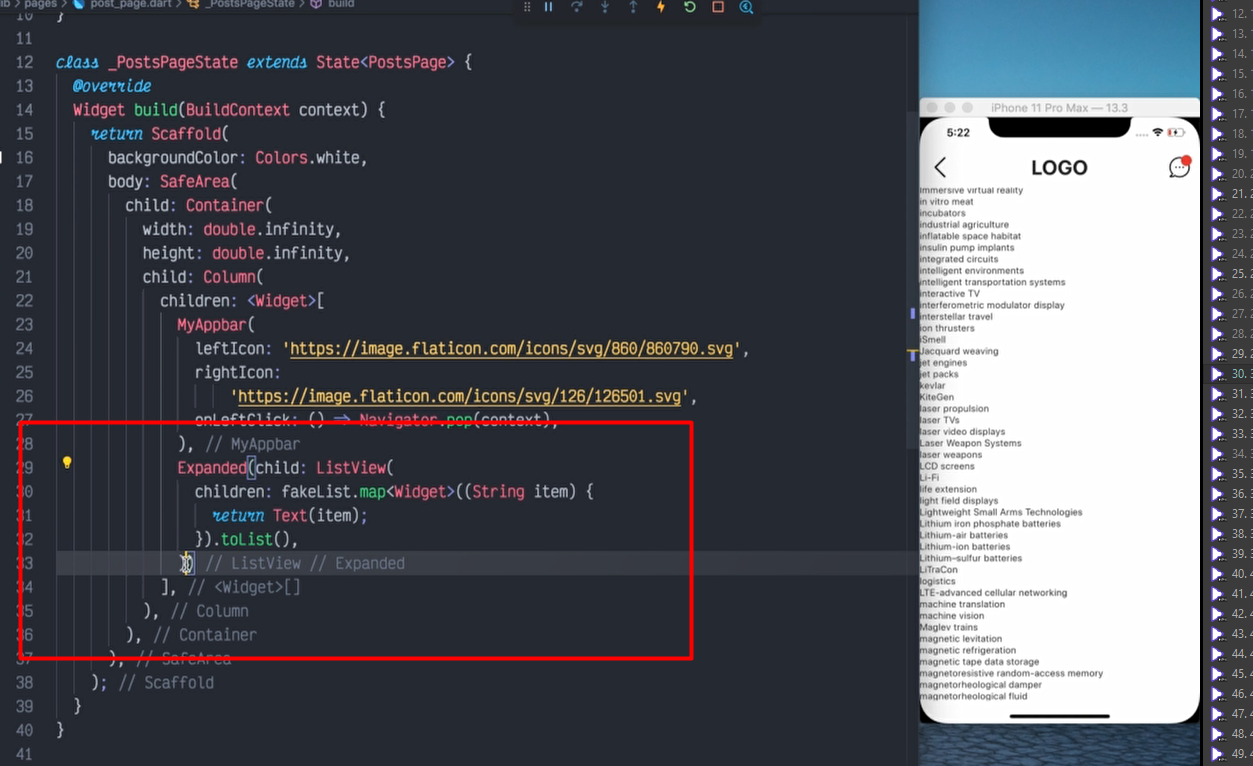 lib > pages > post_page.dart > _PostsPageState > build
10 }
11
12 class _PostsPageState extends State<PostsPage> {
13 @override
14 Widget build(BuildContext context) {
15 return Scaffold(
16 backgroundColor: Colors.white,
17 body: SafeArea(
18 child: Container(
19 width: double.infinity,
20 height: double.infinity,
21 child: Column(
22 children: <Widget>[
23 MyAppbar(
24 leftIcon: 'https://image.flaticon.com/icons/svg/860/860790.svg',
25 rightIcon:
26 'https://image.flaticon.com/icons/svg/126/126501.svg',
27 onLeftClick: () => Navigator.pop(context),
28 ), // MyAppbar
29 Expanded(child: ListView(
30 children: fakeList.map<Widget>((String item) {
31 return Text(item);
32 }).toList(),
33 )) // ListView // Expanded
34 ], // <Widget>[]
35 ), // Column
36 ), // Container
37 ), // SafeArea
38 ); // Scaffold
39 }
40 }
41
iPhone 11 Pro Max — 13.3
5:22
LOGO
Immersive virtual reality
in vitro meat
incubators
industrial agriculture
inflatable space habitat
insulin pump implants
integrated circuits
intelligent environments
intelligent transportation systems
interactive TV
interferometric modulator display
interstellar travel
ion thrusters
iSmell
Jacquard weaving
jet engines
jet packs
kevlar
KiteGen
laser propulsion
laser TVs
laser video displays
Laser Weapon Systems
laser weapons
LCD screens
Li-Fi
life extension
light field displays
Lightweight Small Arms Technologies
Lithium iron phosphate batteries
Lithium-air batteries
Lithium-ion batteries
Lithium–sulfur batteries
LiTraCon
logistics
LTE-advanced cellular networking
machine translation
machine vision
Maglev trains
magnetic levitation
magnetic refrigeration
magnetic tape data storage
magnetoresistive random-access memory
magnetorheological damper
magnetorheological fluid
12.
13.
14.
15.
16.
17.
18.
19.
20.
21.
22.
23.
24.
25.
26.
27.
28.
29.
30.
31.
32.
33.
34.
35.
36.
37.
38.
39.
40.
41.
42.
43.
44.
45.
46.
47.
48.
49.